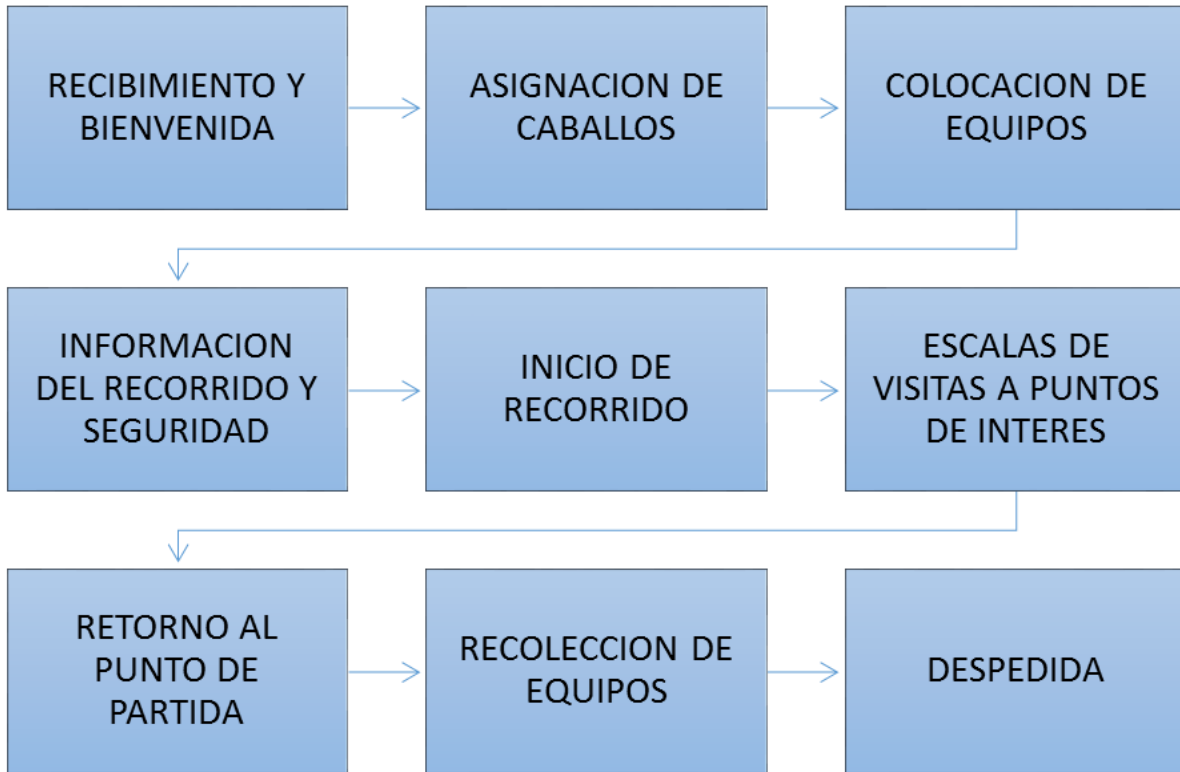 RECIBIMIENTO Y
BIENVENIDA
ASIGNACION DE
CABALLOS
COLOCACION DE
EQUIPOS
INFORMACION
DEL RECORRIDO Y
SEGURIDAD
INICIO DE
RECORRIDO
ESCALAS DE
VISITAS A PUNTOS
DE INTERES
RETORNO AL
PUNTO DE
PARTIDA
RECOLECCION DE
EQUIPOS
DESPEDIDA